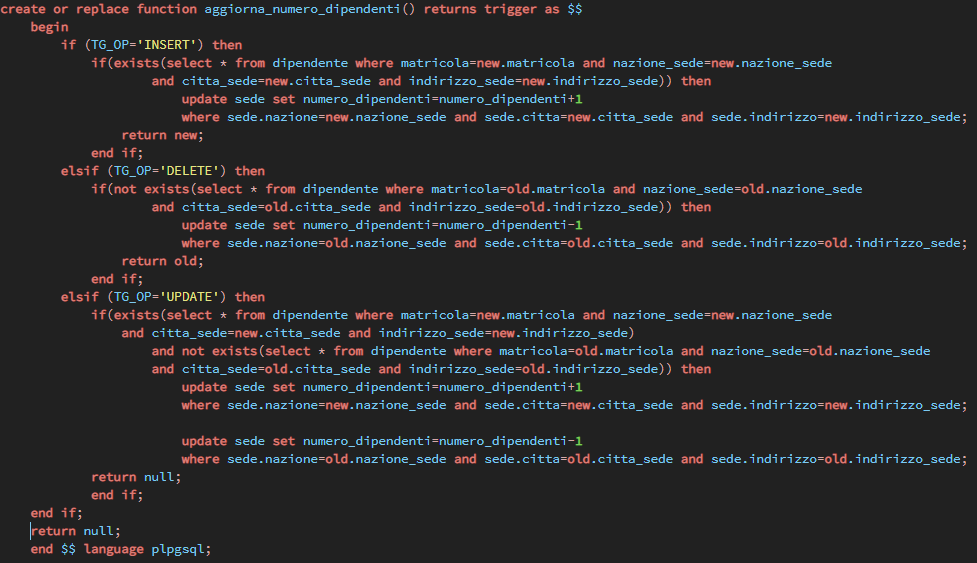 create or replace function aggiorna_numero_dipendenti() returns trigger as $$
    begin
        if (TG_OP='INSERT') then
            if(exists(select * from dipendente where matricola=new.matricola and nazione_sede=new.nazione_sede
                    and citta_sede=new.citta_sede and indirizzo_sede=new.indirizzo_sede)) then
                        update sede set numero_dipendenti=numero_dipendenti+1
                        where sede.nazione=new.nazione_sede and sede.citta=new.citta_sede and sede.indirizzo=new.indirizzo_sede;
                return new;
            end if;
        elsif (TG_OP='DELETE') then
            if(not exists(select * from dipendente where matricola=old.matricola and nazione_sede=old.nazione_sede
                    and citta_sede=old.citta_sede and indirizzo_sede=old.indirizzo_sede)) then
                        update sede set numero_dipendenti=numero_dipendenti-1
                        where sede.nazione=old.nazione_sede and sede.citta=old.citta_sede and sede.indirizzo=old.indirizzo_sede;
                return old;
            end if;
        elsif (TG_OP='UPDATE') then
            if(exists(select * from dipendente where matricola=new.matricola and nazione_sede=new.nazione_sede
                and citta_sede=new.citta_sede and indirizzo_sede=new.indirizzo_sede)
                    and not exists(select * from dipendente where matricola=old.matricola and nazione_sede=old.nazione_sede
                    and citta_sede=old.citta_sede and indirizzo_sede=old.indirizzo_sede)) then
                        update sede set numero_dipendenti=numero_dipendenti+1
                        where sede.nazione=new.nazione_sede and sede.citta=new.citta_sede and sede.indirizzo=new.indirizzo_sede;

                        update sede set numero_dipendenti=numero_dipendenti-1
                        where sede.nazione=old.nazione_sede and sede.citta=old.citta_sede and sede.indirizzo=old.indirizzo_sede;
            return null;
            end if;
    end if;
    return null;
    end $$ language plpgsql;